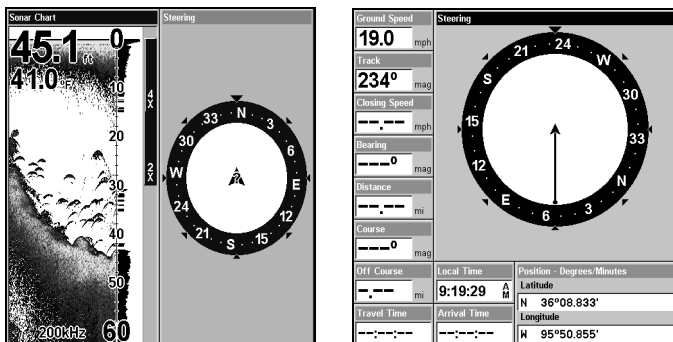 Sonar Chart
Steering
45.1 ft
41.0 °F
0
10
20
30
40
50
60
4X
2X
200kHz
N
3
6
E
12
15
S
21
24
W
30
33
Ground Speed
19.0 mph
Track
234° mag
Closing Speed
--.-- mph
Bearing
---° mag
Distance
--.-- mi
Course
---° mag
Off Course
-.-- mi
Travel Time
--:--:--
Steering
24
W
30
33
N
3
6
E
12
15
S
21
Local Time
9:19:29 AM
Arrival Time
--:--:--
Position - Degrees/Minutes
Latitude
N 36°08.833'
Longitude
W 95°50.855'